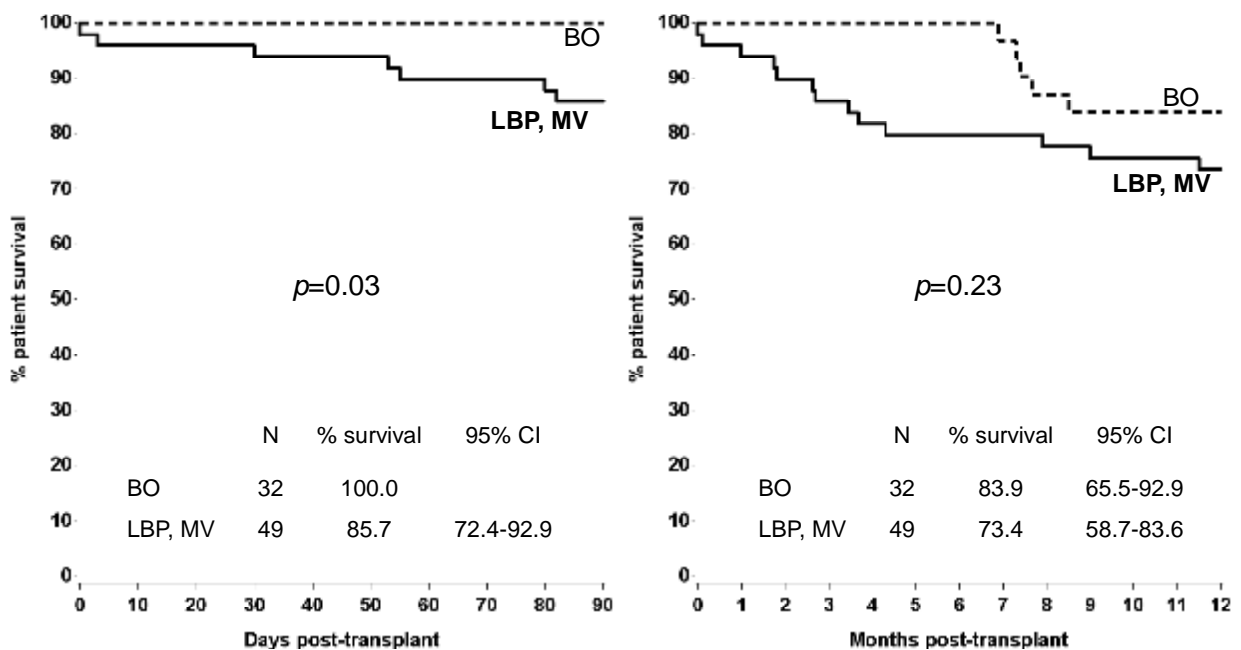 100
90
80
70
60
50
40
30
20
10
0
% patient survival
BO
LBP, MV
p=0.03
N % survival 95% CI
BO 32 100.0
LBP, MV 49 85.7 72.4-92.9
0 10 20 30 40 50 60 70 80 90
Days post-transplant
100
90
80
70
60
50
40
30
20
10
0
% patient survival
BO
LBP, MV
p=0.23
N % survival 95% CI
BO 32 83.9 65.5-92.9
LBP, MV 49 73.4 58.7-83.6
0 1 2 3 4 5 6 7 8 9 10 11 12
Months post-transplant